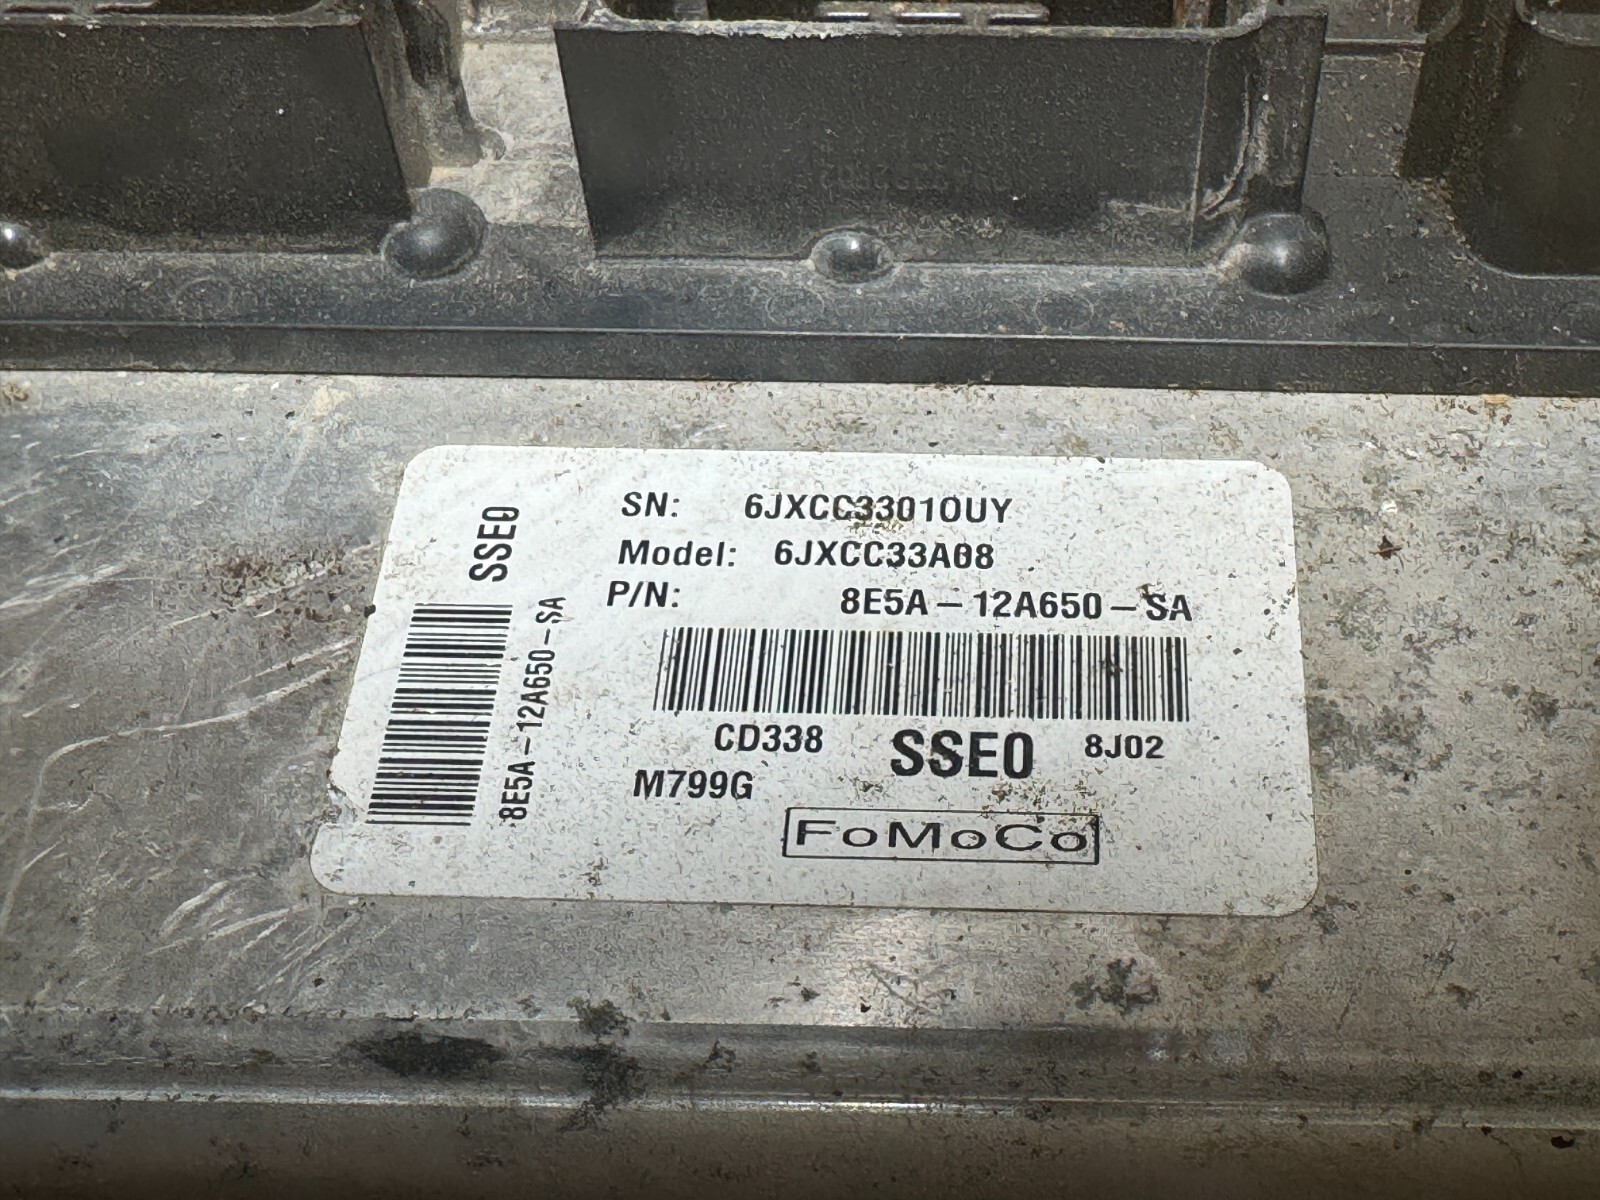 SN: 6JXCC33010UY
Model: 6JXCC33A08
P/N: 8E5A-12A650-SA
SSE0
8E5A-12A650-SA
CD338 SSE0 8J02
M799G
FoMoCo